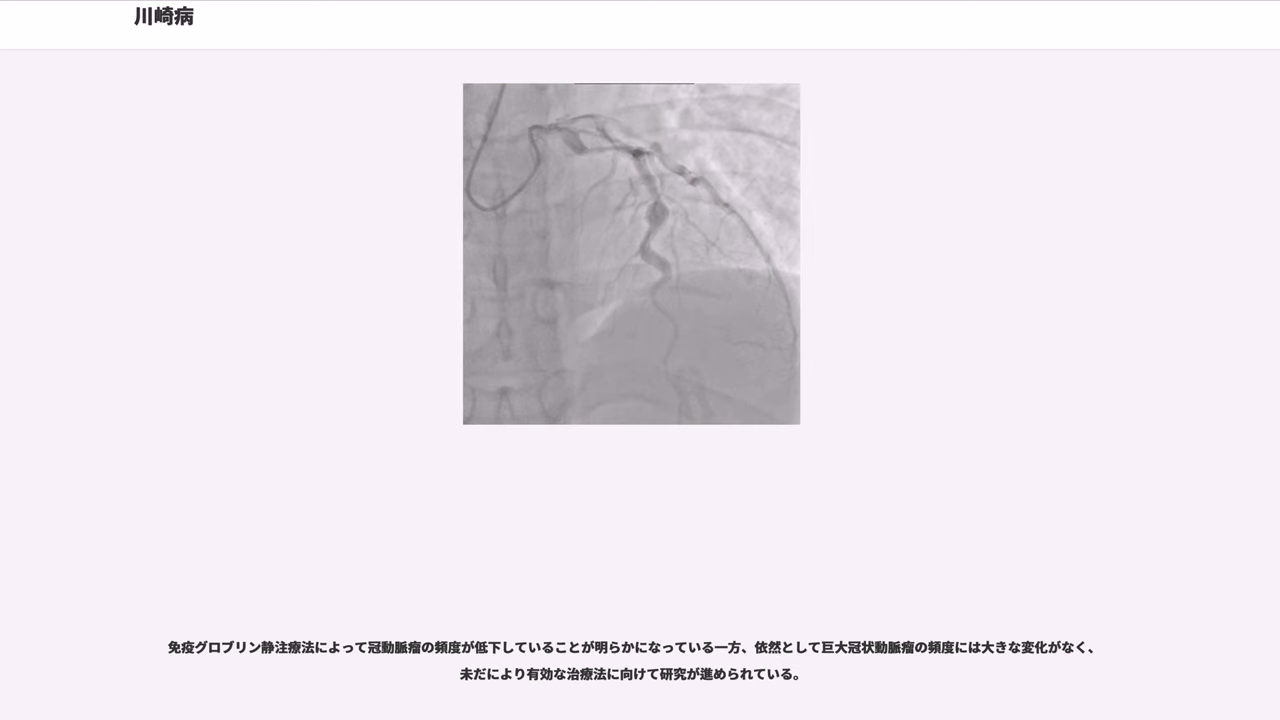 川崎病
免疫グロブリン静注療法によって冠動脈瘤の頻度が低下していることが明らかになっている一方、依然として巨大冠状動脈瘤の頻度には大きな変化がなく、
未だにより有効な治療法に向けて研究が進められている。